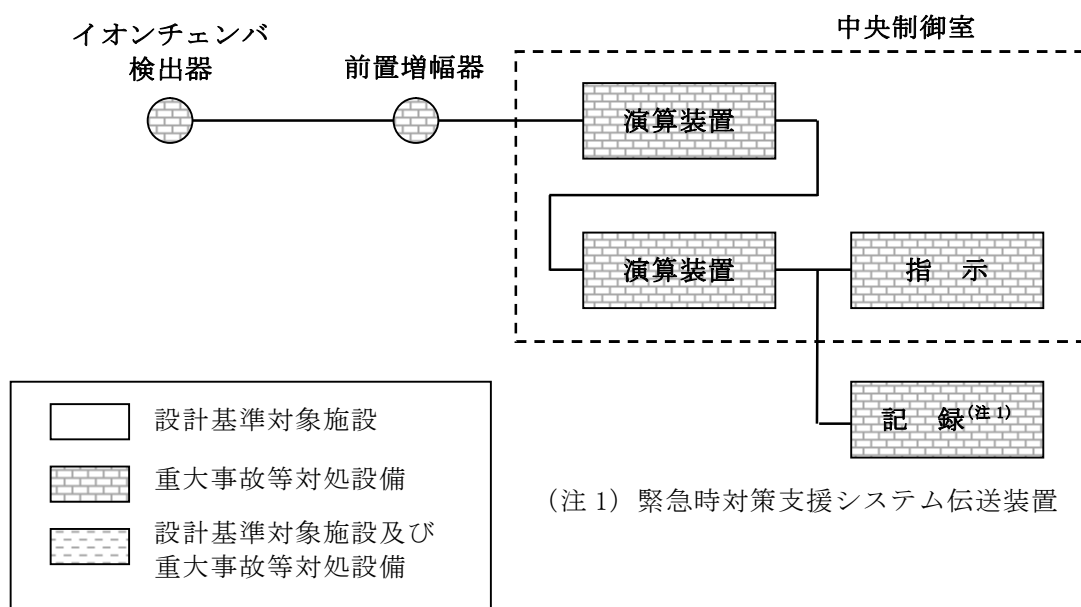 中央制御室
イオンチェンバ
検出器
前置増幅器
演算装置
演算装置
指 示
記 録(注1)
(注1) 緊急時対策支援システム伝送装置
設計基準対象施設
重大事故等対処設備
設計基準対象施設及び
重大事故等対処設備